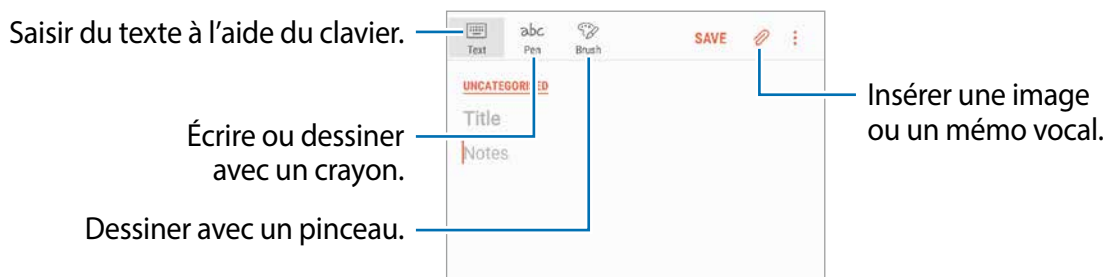 Saisir du texte à l'aide du clavier.
Text
abc
Pen
Brush
SAVE
UNCATEGORISED
Title
Notes
Écrire ou dessiner
avec un crayon.
Dessiner avec un pinceau.
Insérer une image
ou un mémo vocal.